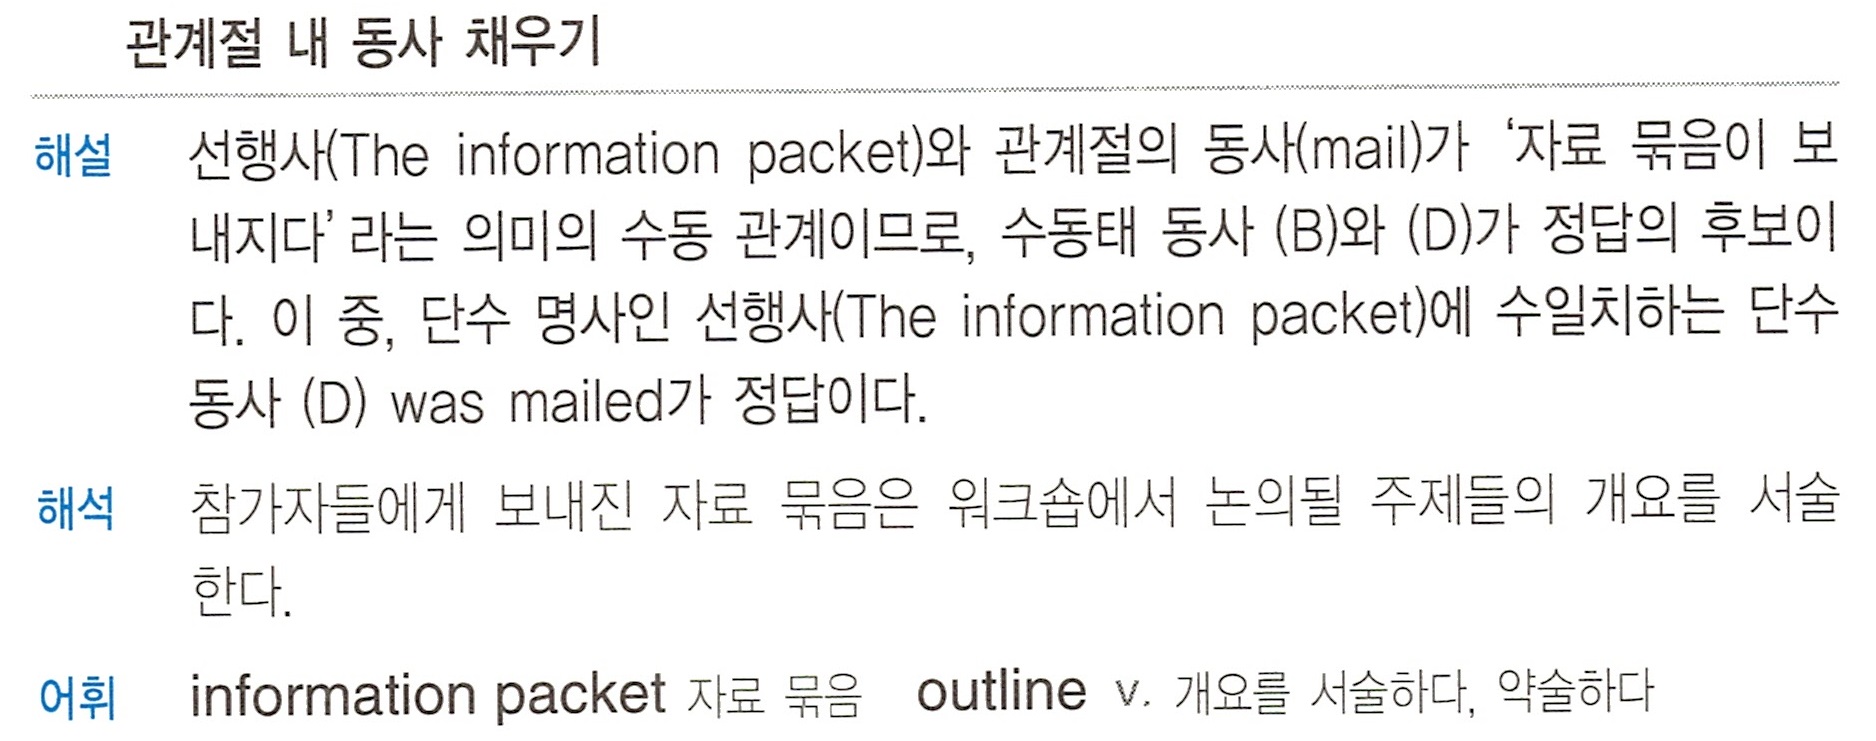 관계절 내 동사 채우기
해설 선행사(The information packet)와 관계절의 동사(mail)가 ‘자료 묶음이 보
내지다’라는 의미의 수동 관계이므로, 수동태 동사 (B)와 (D)가 정답의 후보이
다. 이 중, 단수 명사인 선행사(The information packet)에 수일치하는 단수
동사 (D) was mailed가 정답이다.
해석 참가자들에게 보내진 자료 묶음은 워크숍에서 논의될 주제들의 개요를 서술
한다.
어휘 information packet 자료 묶음 outline v. 개요를 서술하다, 약술하다